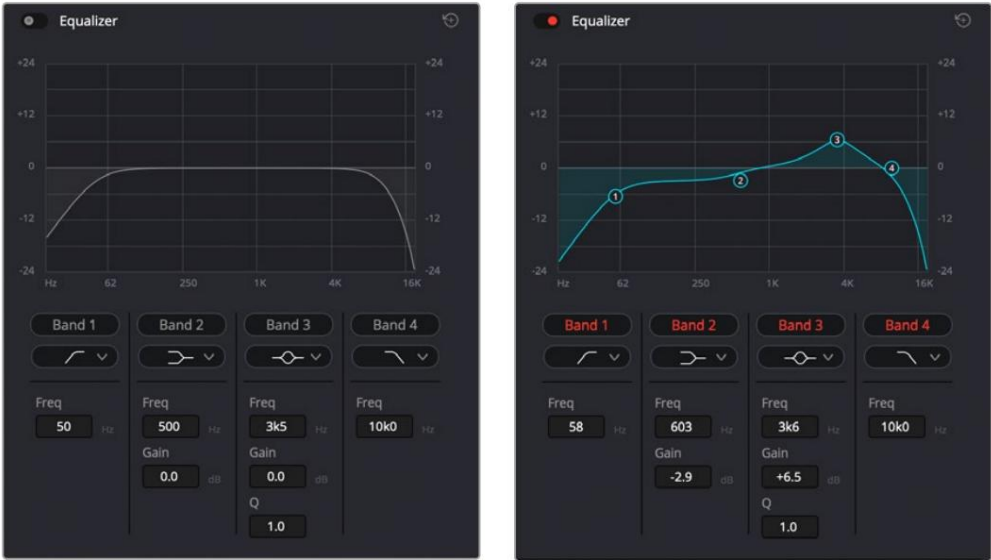 Equalizer
+24 +24
+12 +12
0 0
-12 -12
-24 -24
Hz 62 250 1K 4K 16K
Band 1 Band 2 Band 3 Band 4
Freq Freq Freq Freq
50 Hz 500 Hz 3k5 Hz 10k0 Hz
Gain Gain
0.0 dB 0.0 dB
Q
1.0
Equalizer
+24 +24
+12 +12
3
0 4 0
2
1
-12 -12
-24 -24
Hz 62 250 1K 4K 16K
Band 1 Band 2 Band 3 Band 4
Freq Freq Freq Freq
58 Hz 603 Hz 3k6 Hz 10k0 Hz
Gain Gain
-2.9 dB +6.5 dB
Q
1.0